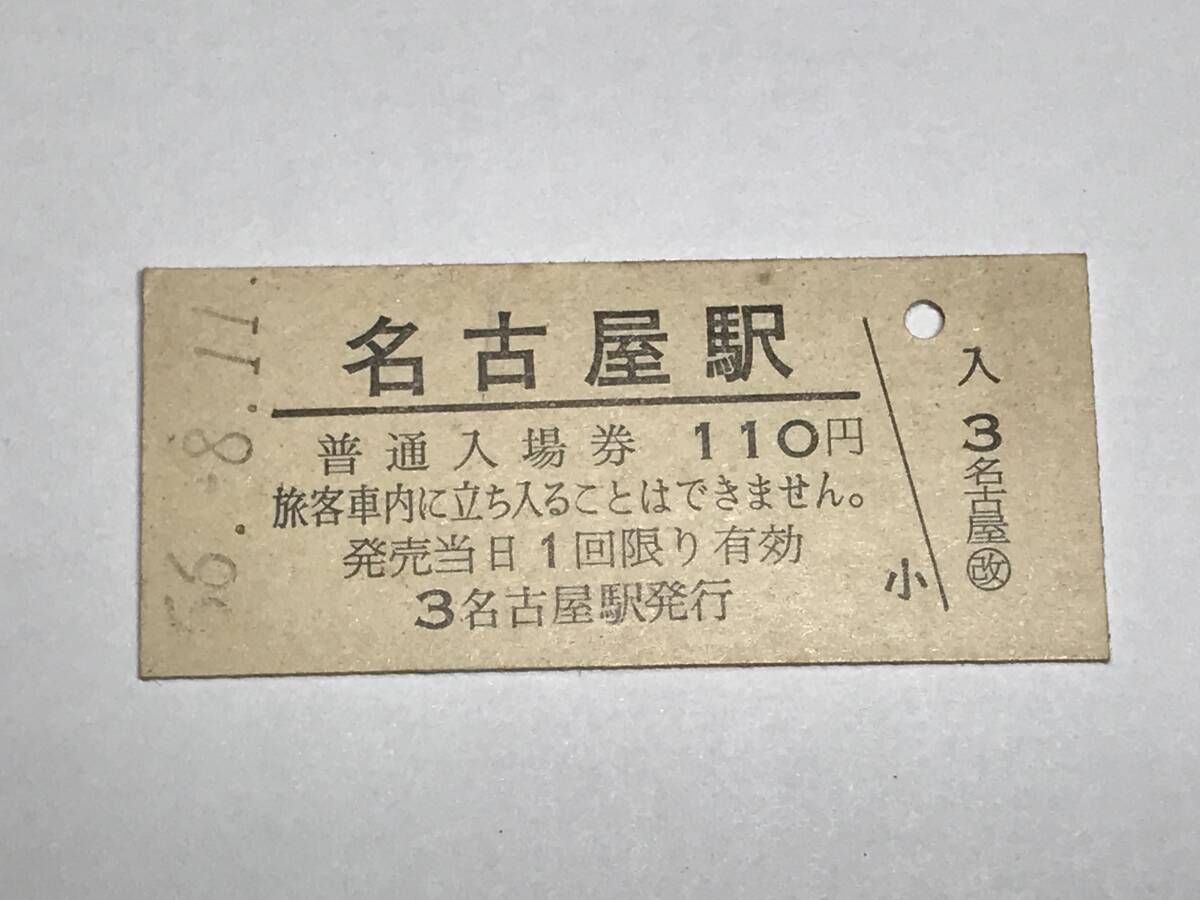 56.-8.11.
名古屋駅
普通入場券 110円
旅客車内に立ち入ることはできません。
発売当日1回限り有効
3名古屋駅発行
小
入
3
名古屋
改